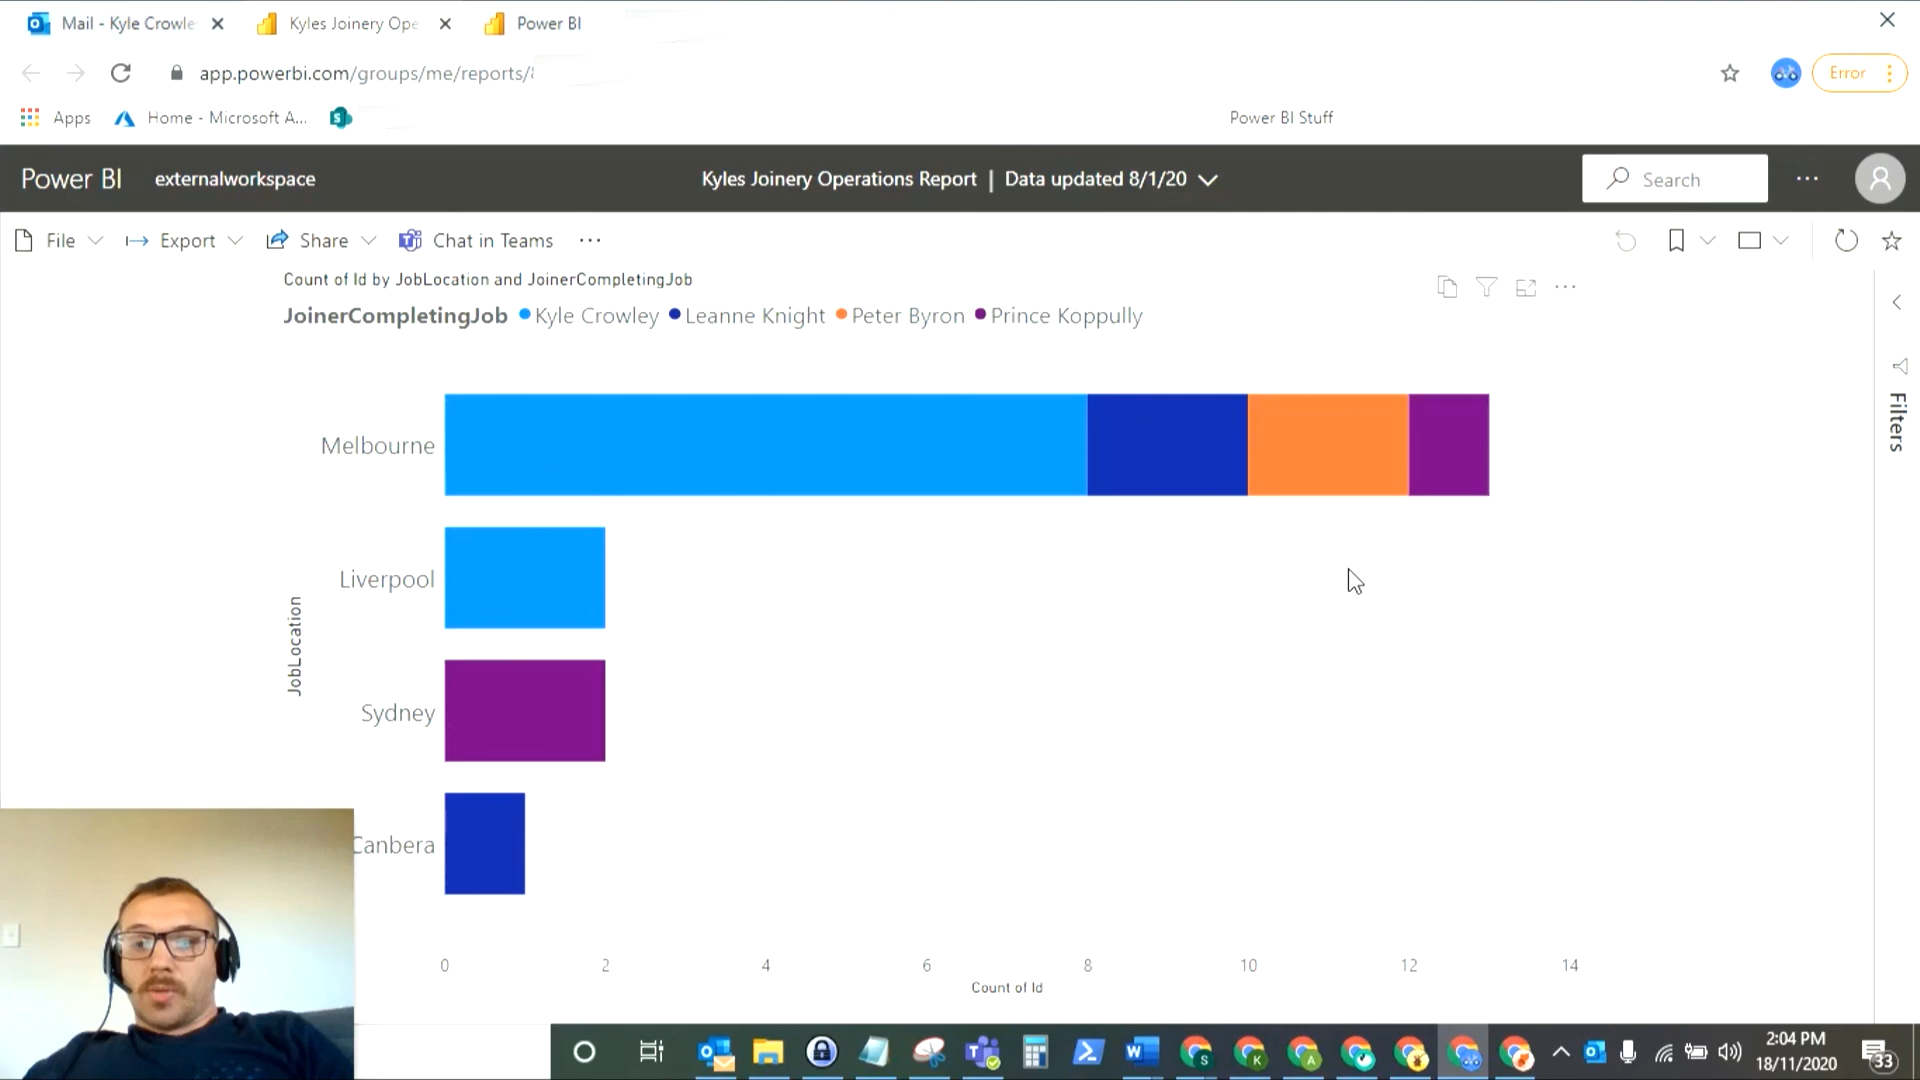 Mail - Kyle Crowle
Kyles Joinery Ope
Power BI
app.powerbi.com/groups/me/reports/
Error
Apps
Home - Microsoft A...
S
Power BI Stuff
Power BI
externalworkspace
Kyles Joinery Operations Report | Data updated 8/1/20
Search
File
Export
Share
Chat in Teams
Count of Id by JobLocation and JoinerCompletingJob
JoinerCompletingJob Kyle Crowley Leanne Knight Peter Byron Prince Koppully
Filters
Melbourne
Liverpool
Sydney
Canbera
JobLocation
0 2 4 6 8 10 12 14
Count of Id
2:04 PM
18/11/2020
33